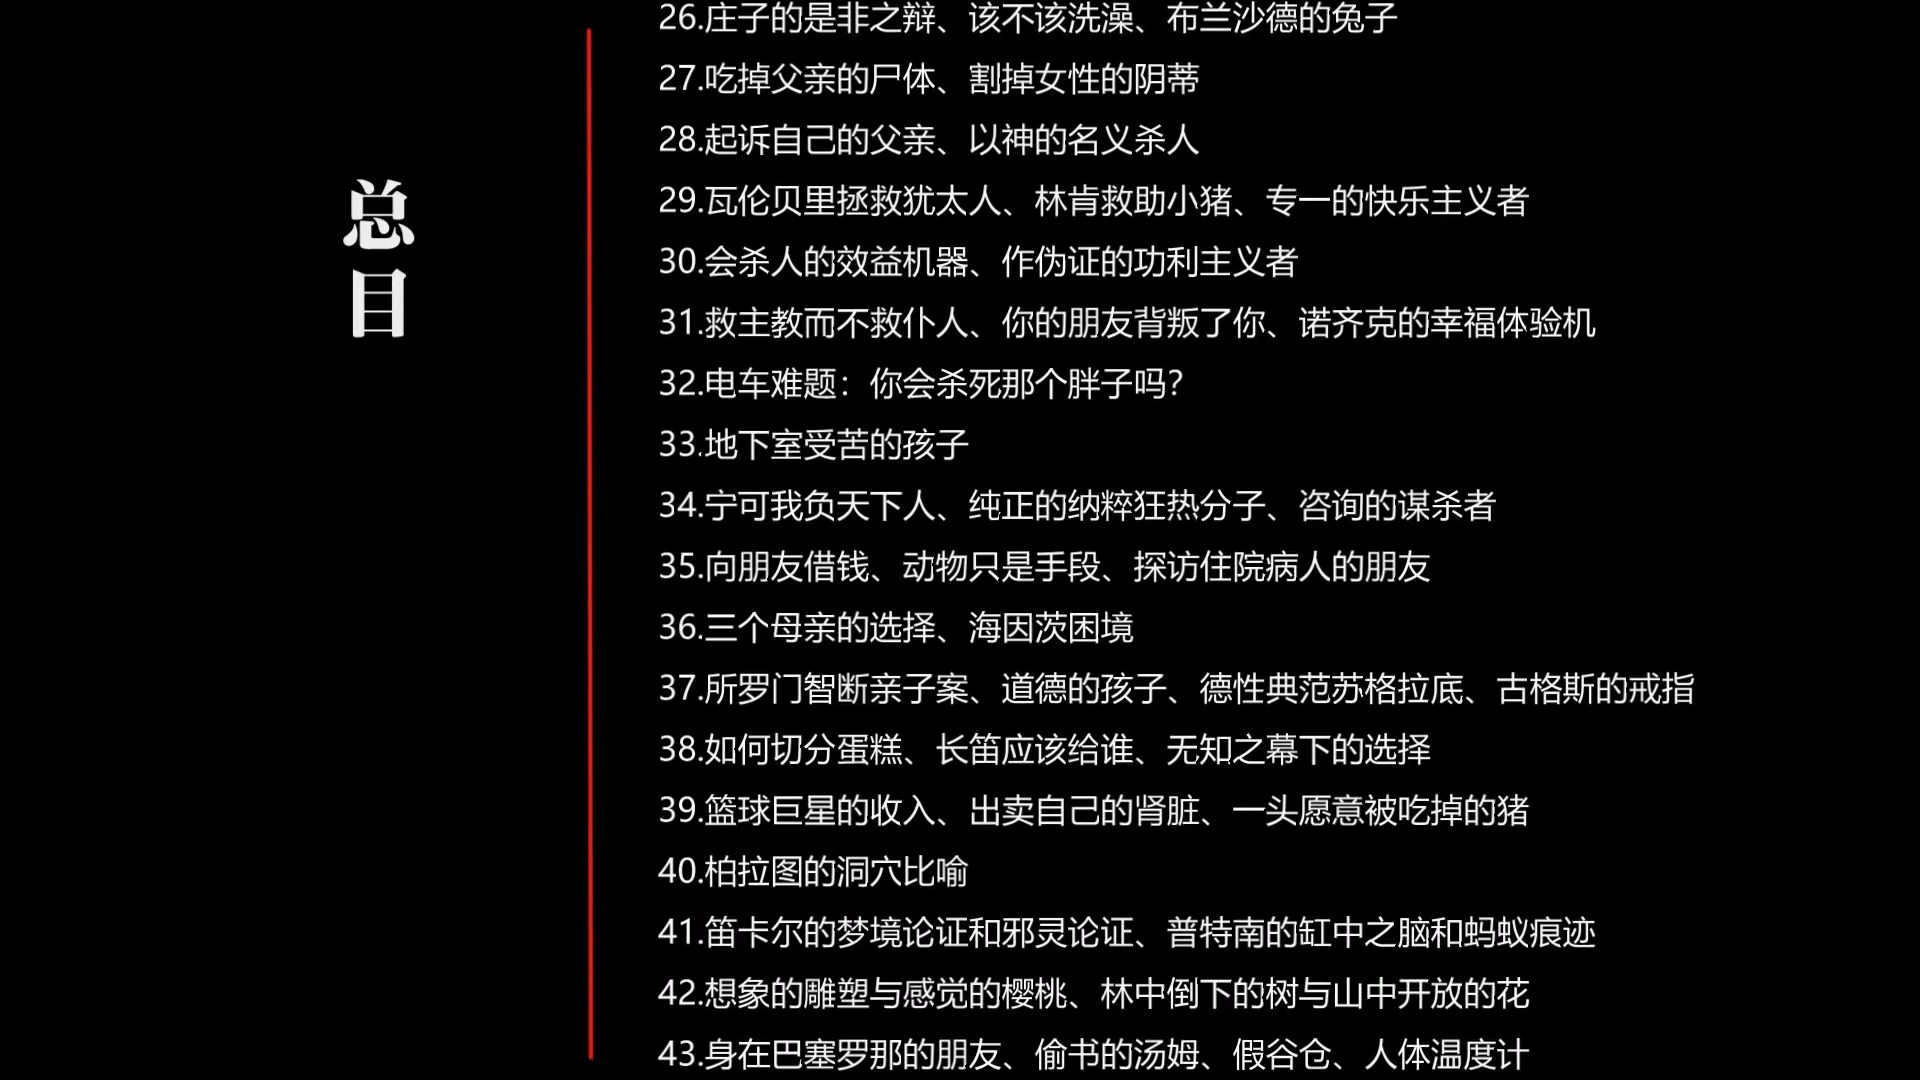 总目
26.庄子的是非之辩、该不该洗澡、布兰沙德的兔子
27.吃掉父亲的尸体、割掉女性的阴蒂
28.起诉自己的父亲、以神的名义杀人
29.瓦伦贝里拯救犹太人、林肯救助小猪、专一的快乐主义者
30.会杀人的效益机器、作伪证的功利主义者
31.救主教而不救仆人、你的朋友背叛了你、诺齐克的幸福体验机
32.电车难题：你会杀死那个胖子吗？
33.地下室受苦的孩子
34.宁可我负天下人、纯正的纳粹狂热分子、咨询的谋杀者
35.向朋友借钱、动物只是手段、探访住院病人的朋友
36.三个母亲的选择、海因茨困境
37.所罗门智断亲子案、道德的孩子、德性典范苏格拉底、古格斯的戒指
38.如何切分蛋糕、长笛应该给谁、无知之幕下的选择
39.篮球巨星的收入、出卖自己的肾脏、一头愿意被吃掉的猪
40.柏拉图的洞穴比喻
41.笛卡尔的梦境论证和邪灵论证、普特南的缸中之脑和蚂蚁痕迹
42.想象的雕塑与感觉的樱桃、林中倒下的树与山中开放的花
43.身在巴塞罗那的朋友、偷书的汤姆、假谷仓、人体温度计